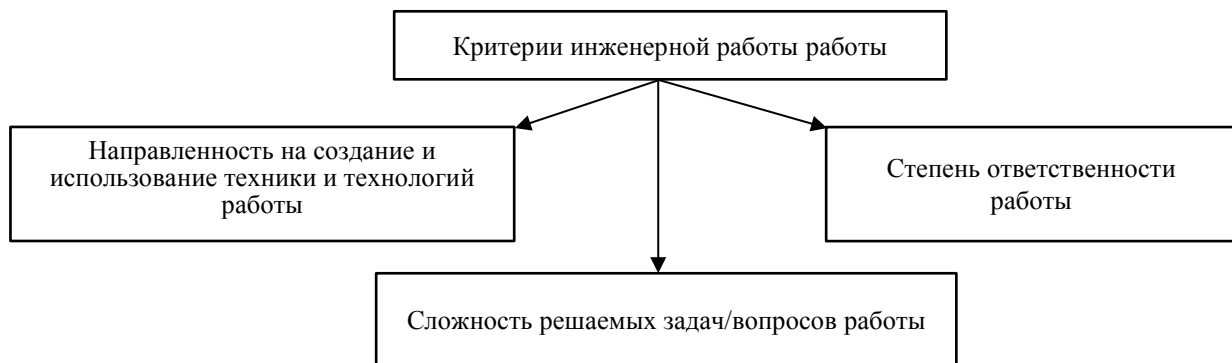 Критерии инженерной работы работы
Направленность на создание и
использование техники и технологий
работы
Степень ответственности
работы
Сложность решаемых задач/вопросов работы